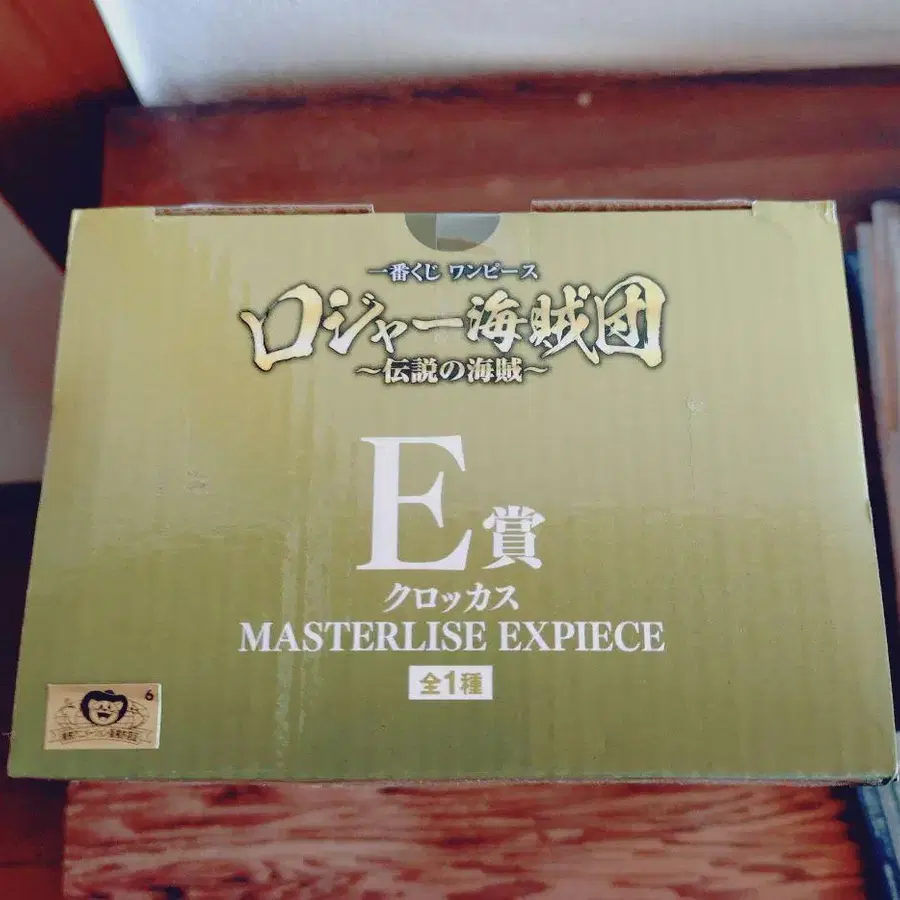 一番くじ ワンピース
ロジャー海賊団
～伝説の海賊～
E賞
クロッカス
MASTERLISE EXPIECE
全1種
6